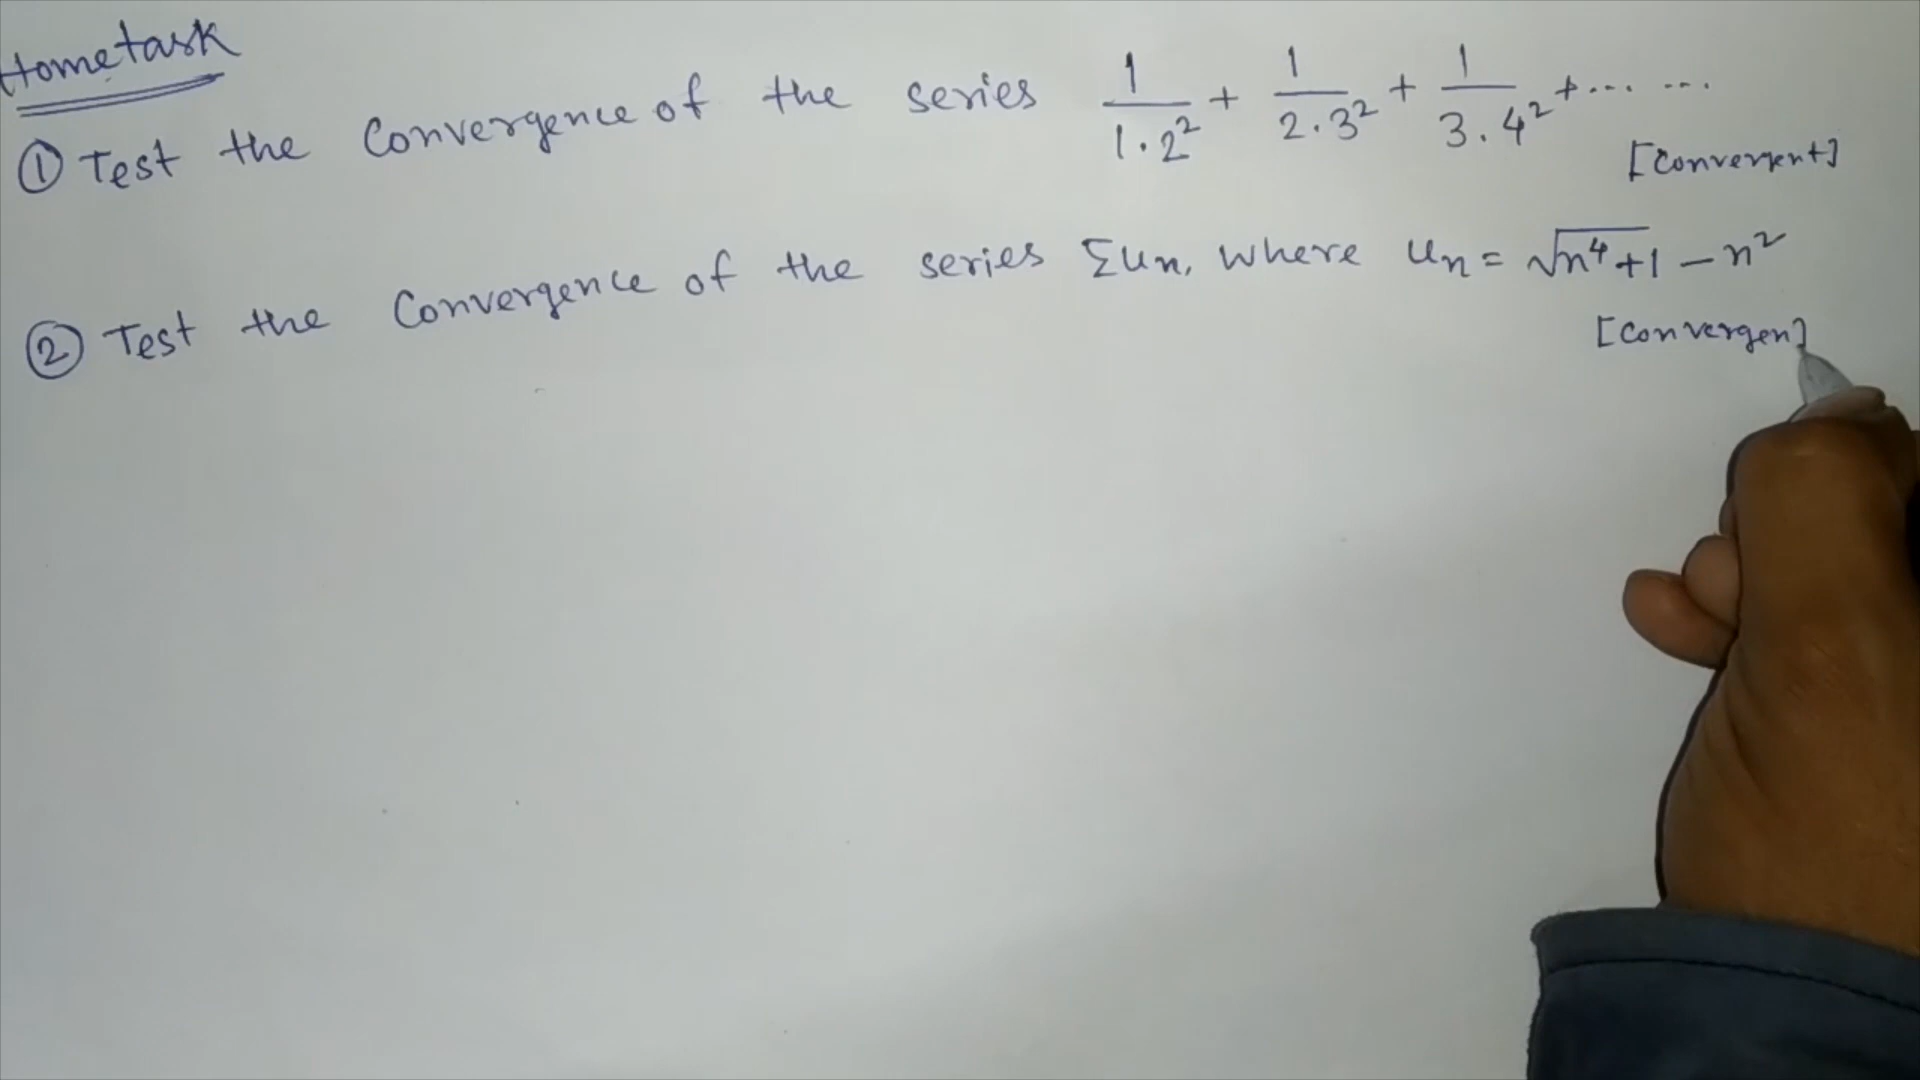 Hometask
① Test the Convergence of the series 1/1.2² + 1/2.3² + 1/3.4² + ... ...
[Convergent]
② Test the Convergence of the series Σun, where un = √n⁴+1 – n²
[Convergen]